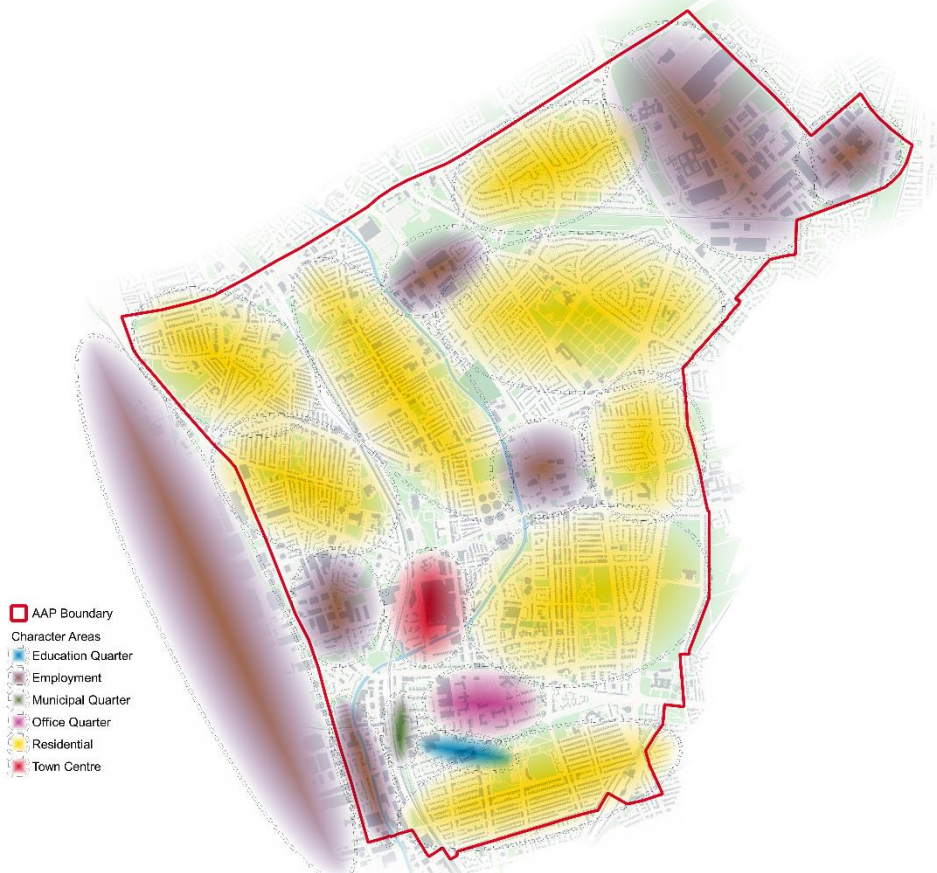 AAP Boundary
Character Areas
Education Quarter
Employment
Municipal Quarter
Office Quarter
Residential
Town Centre